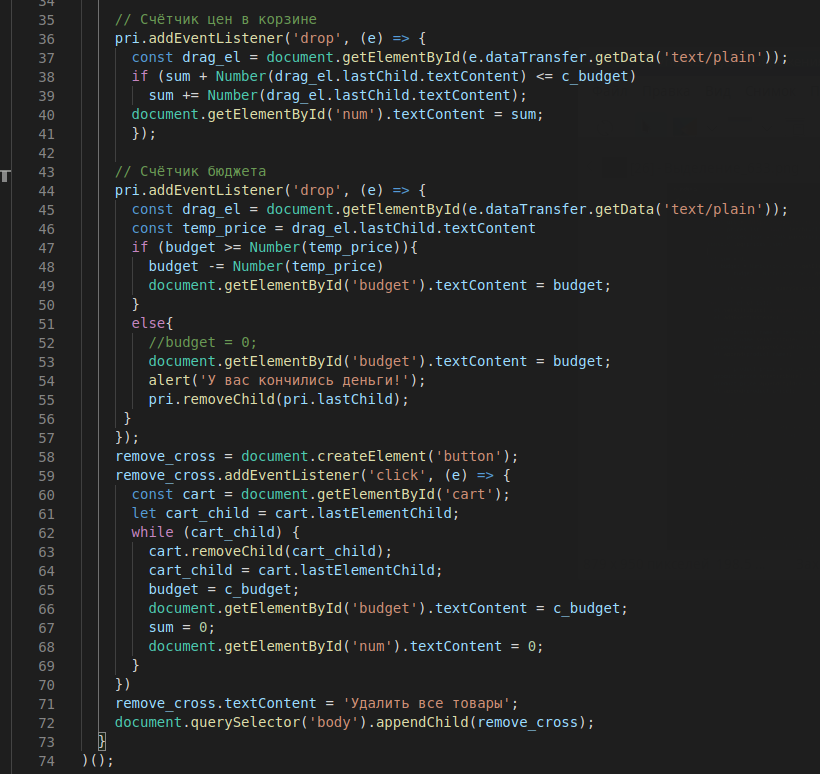 34
35 // Счётчик цен в корзине
36 pri.addEventListener('drop', (e) => {
37 const drag_el = document.getElementById(e.dataTransfer.getData('text/plain'));
38 if (sum + Number(drag_el.lastChild.textContent) <= c_budget)
39 sum += Number(drag_el.lastChild.textContent);
40 document.getElementById('num').textContent = sum;
41 });
42
43 // Счётчик бюджета
44 pri.addEventListener('drop', (e) => {
45 const drag_el = document.getElementById(e.dataTransfer.getData('text/plain'));
46 const temp_price = drag_el.lastChild.textContent
47 if (budget >= Number(temp_price)){
48 budget -= Number(temp_price)
49 document.getElementById('budget').textContent = budget;
50 }
51 else{
52 //budget = 0;
53 document.getElementById('budget').textContent = budget;
54 alert('У вас кончились деньги!');
55 pri.removeChild(pri.lastChild);
56 }
57 });
58 remove_cross = document.createElement('button');
59 remove_cross.addEventListener('click', (e) => {
60 const cart = document.getElementById('cart');
61 let cart_child = cart.lastElementChild;
62 while (cart_child) {
63 cart.removeChild(cart_child);
64 cart_child = cart.lastElementChild;
65 budget = c_budget;
66 document.getElementById('budget').textContent = c_budget;
67 sum = 0;
68 document.getElementById('num').textContent = 0;
69 }
70 })
71 remove_cross.textContent = 'Удалить все товары';
72 document.querySelector('body').appendChild(remove_cross);
73 }
74 )();